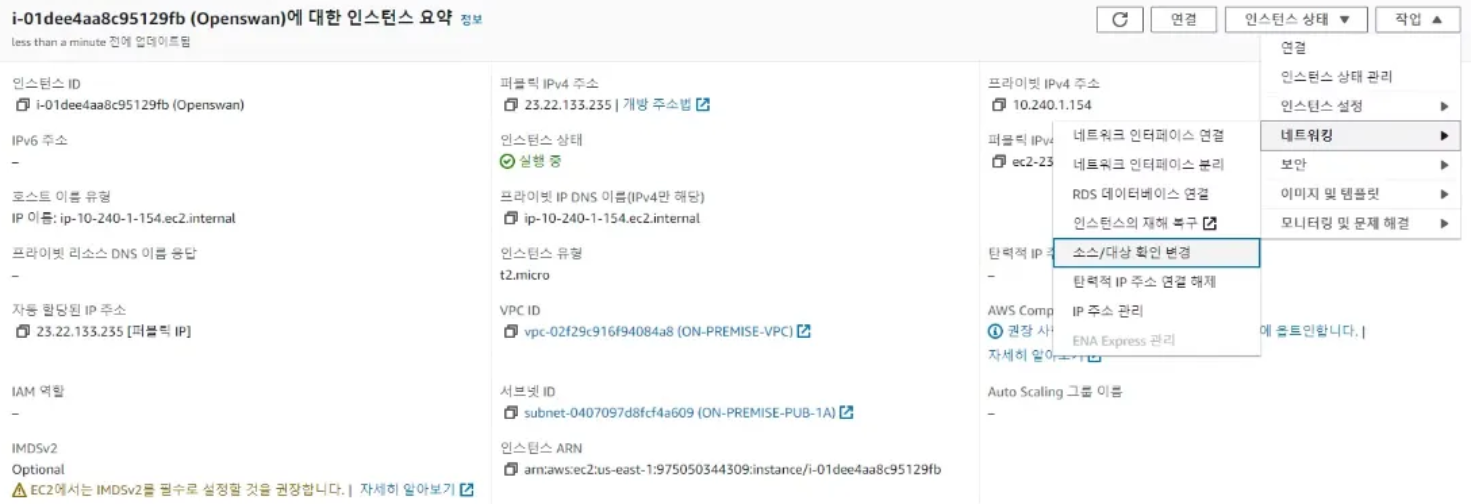 i-01dee4aa8c95129fb (Openswan)에 대한 인스턴스 요약 정보
less than a minute 전에 업데이트됨
연결
인스턴스 상태 ▼
작업 ▲
인스턴스 ID
i-01dee4aa8c95129fb (Openswan)
IPv6 주소
–
호스트 이름 유형
IP 이름: ip-10-240-1-154.ec2.internal
프라이빗 리소스 DNS 이름 응답
–
자동 할당된 IP 주소
23.22.133.235 [퍼블릭 IP]
IAM 역할
–
IMDSv2
Optional
EC2에서는 IMDSv2를 필수로 설정할 것을 권장합니다. | 자세히 알아보기
퍼블릭 IPv4 주소
23.22.133.235 | 개방 주소법
인스턴스 상태
실행 중
프라이빗 IP DNS 이름(IPv4만 해당)
ip-10-240-1-154.ec2.internal
인스턴스 유형
t2.micro
VPC ID
vpc-02f29c916f94084a8 (ON-PREMISE-VPC)
서브넷 ID
subnet-0407097d8fcf4a609 (ON-PREMISE-PUB-1A)
인스턴스 ARN
arn:aws:ec2:us-east-1:975050344309:instance/i-01dee4aa8c95129fb
프라이빗 IPv4 주소
10.240.1.154
퍼블릭 IPv4
ec2-23
탄력적 IP 주
–
AWS Comp
권장 사
에 옵트인합니다. |
자세히 알아보기
Auto Scaling 그룹 이름
–
연결
인스턴스 상태 관리
인스턴스 설정
네트워킹
보안
이미지 및 템플릿
모니터링 및 문제 해결
네트워크 인터페이스 연결
네트워크 인터페이스 분리
RDS 데이터베이스 연결
인스턴스의 재해 복구
소스/대상 확인 변경
탄력적 IP 주소 연결 해제
IP 주소 관리
ENA Express 관리